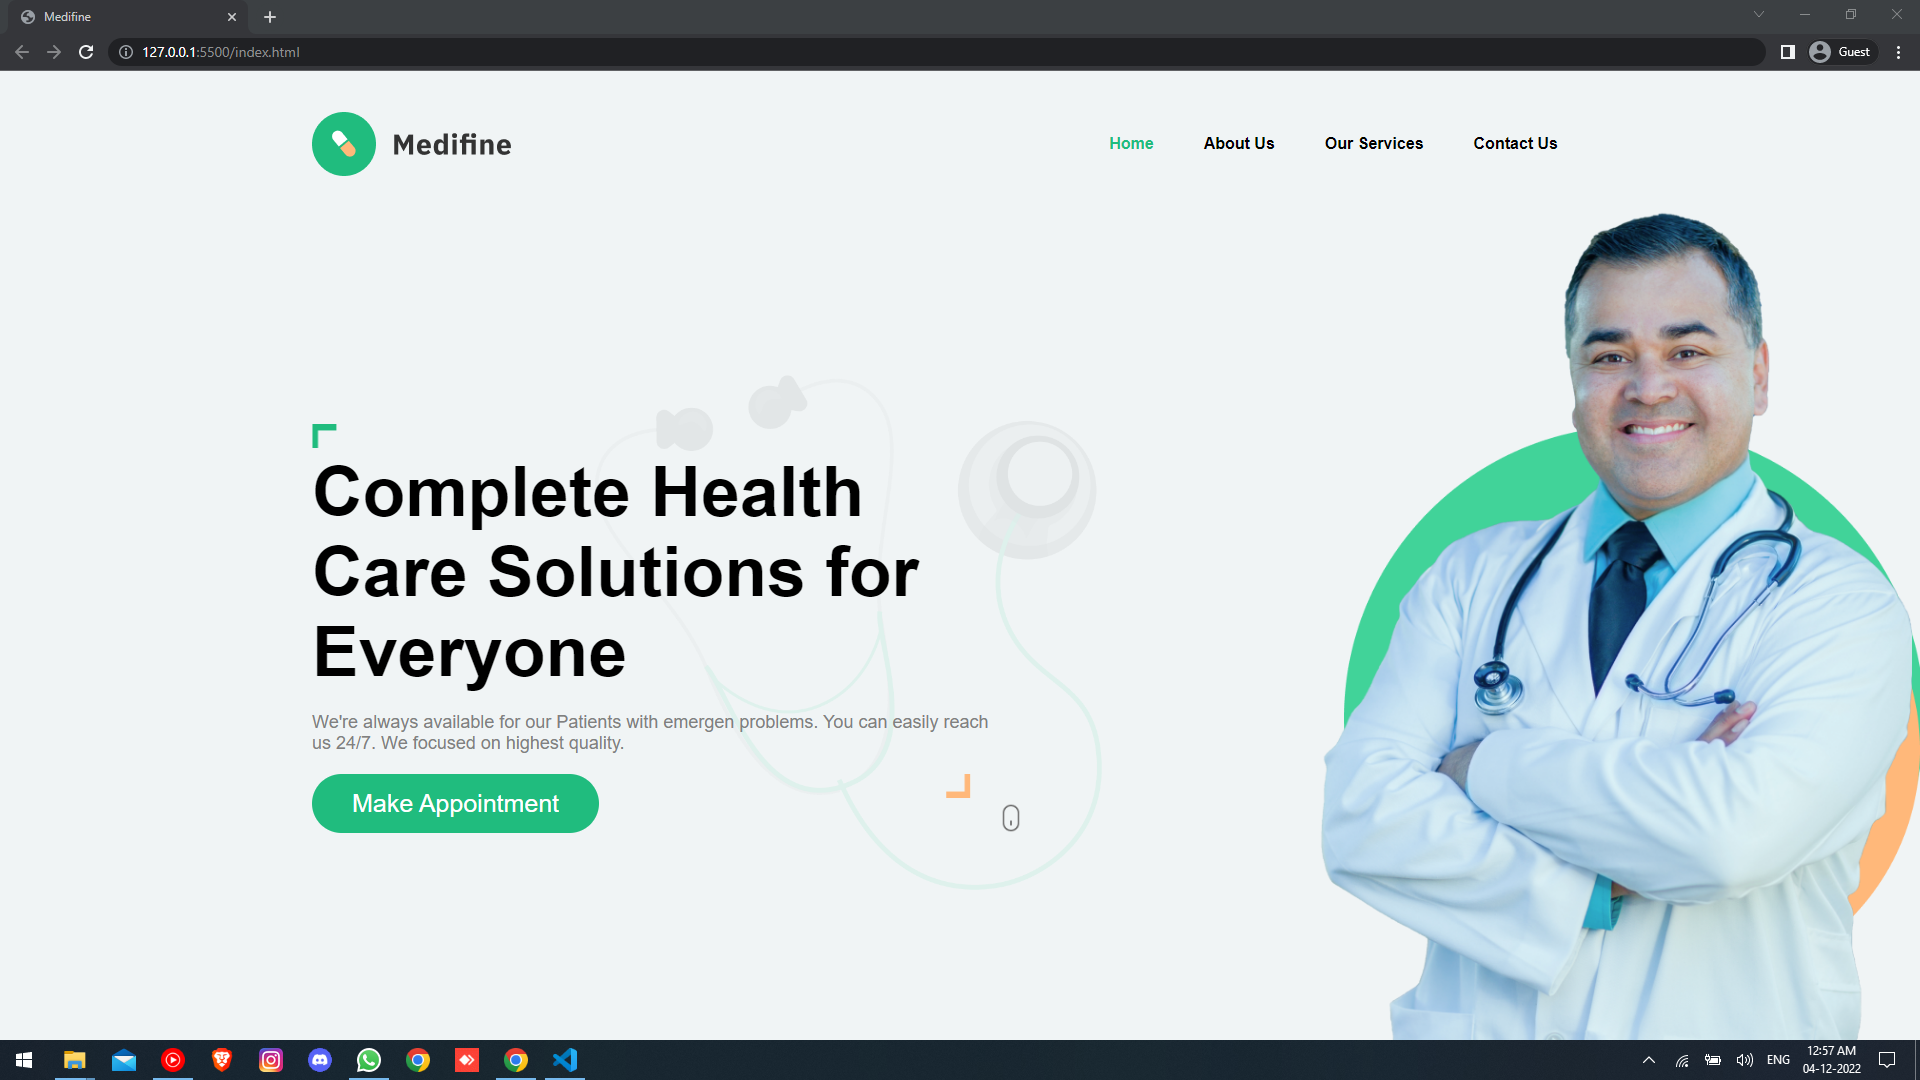 Medifine
127.0.0.1:5500/index.html
Guest
Medifine
Home
About Us
Our Services
Contact Us
Complete Health
Care Solutions for
Everyone
We're always available for our Patients with emergen problems. You can easily reach
us 24/7. We focused on highest quality.
Make Appointment
ENG
12:57 AM
04-12-2022